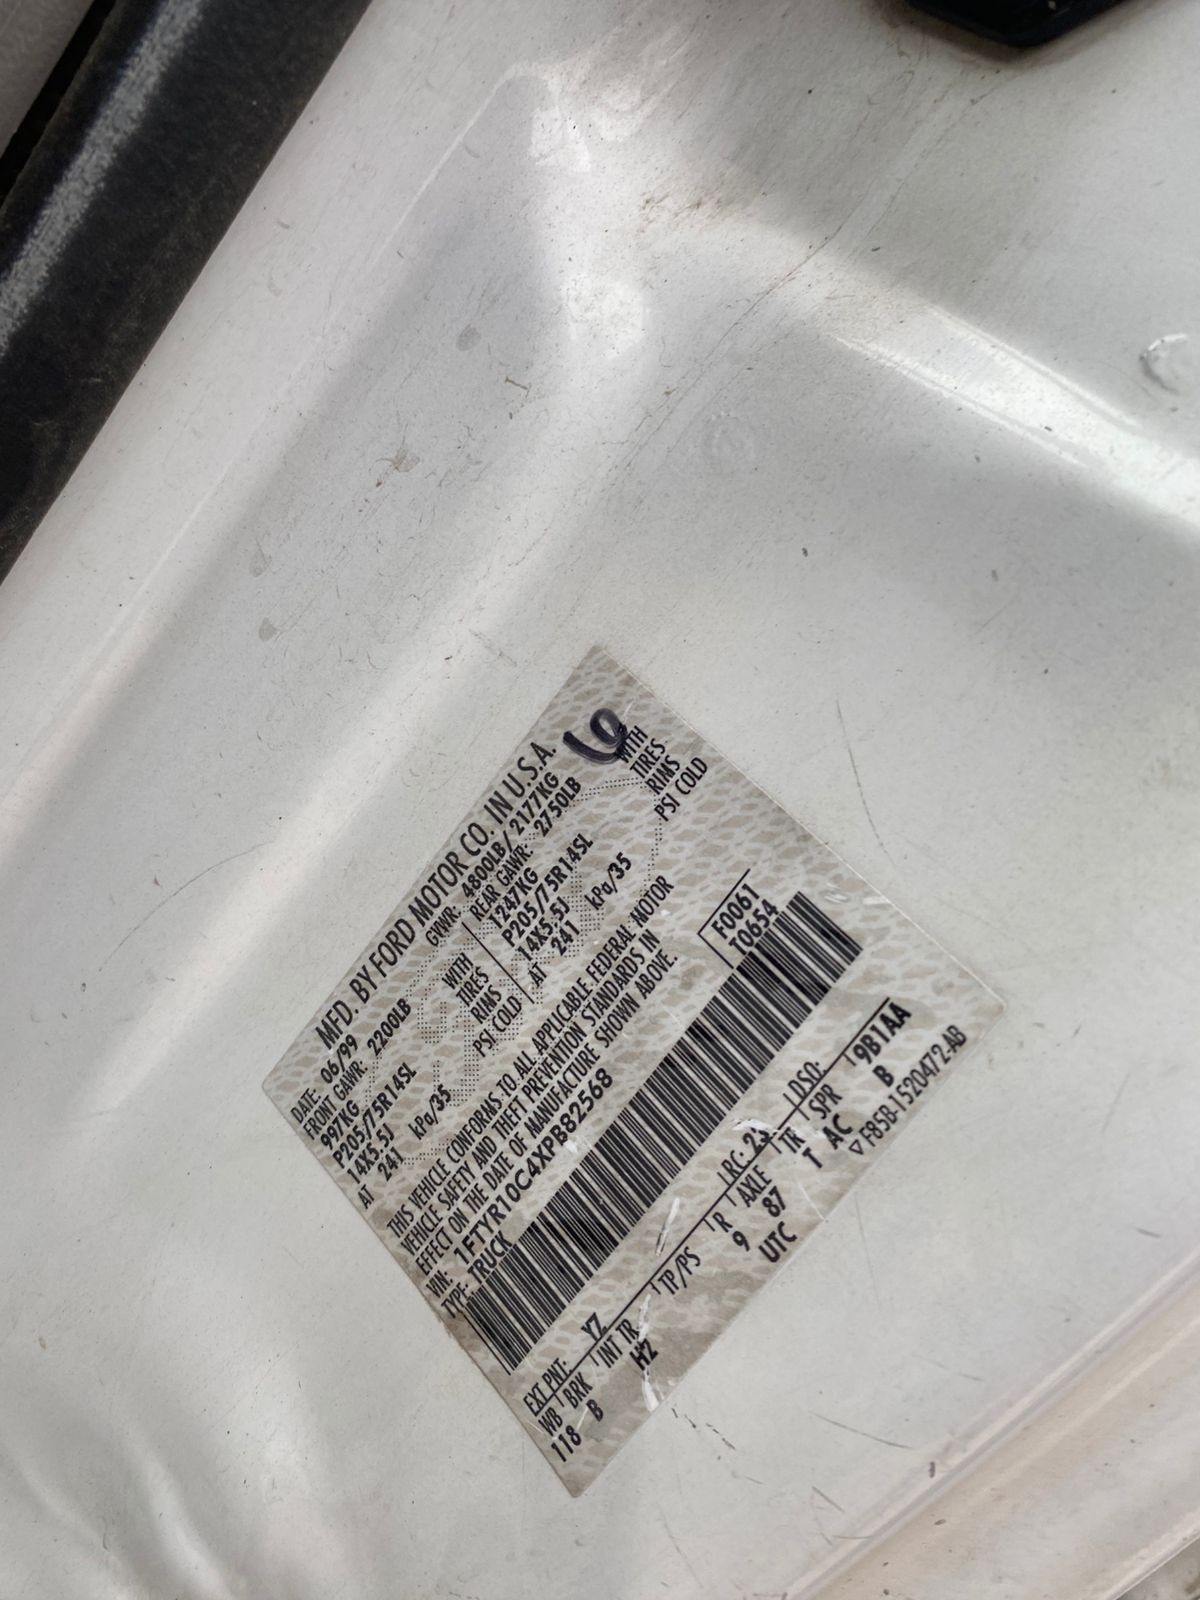 MFD. BY FORD MOTOR CO. IN U.S.A.
DATE: 06/99 GVWR: 4800LB/ 2177KG
FRONT GAWR: 2200LB REAR GAWR: 2750LB
997KG WITH 1247KG WITH
P205/75R14SL TIRES P205/75R14SL TIRES
14X5.5J RIMS 14X5.5J RIMS
AT 241 kPa/35 PSI COLD AT 241 kPa/35 PSI COLD
THIS VEHICLE CONFORMS TO ALL APPLICABLE FEDERAL MOTOR
VEHICLE SAFETY AND THEFT PREVENTION STANDARDS IN
EFFECT ON THE DATE OF MANUFACTURE SHOWN ABOVE.
VIN: 1FTYR10C4XPB82568 F0061
TYPE: TRUCK T0654
EXT PNT: YZ RC: 23 DSO:
WB BRK INT TR TP/PS R AXLE TR SPR
118 B H2 9 87 T AC B 9B1AA
UTC ▽ F85B-1520472-AB
6